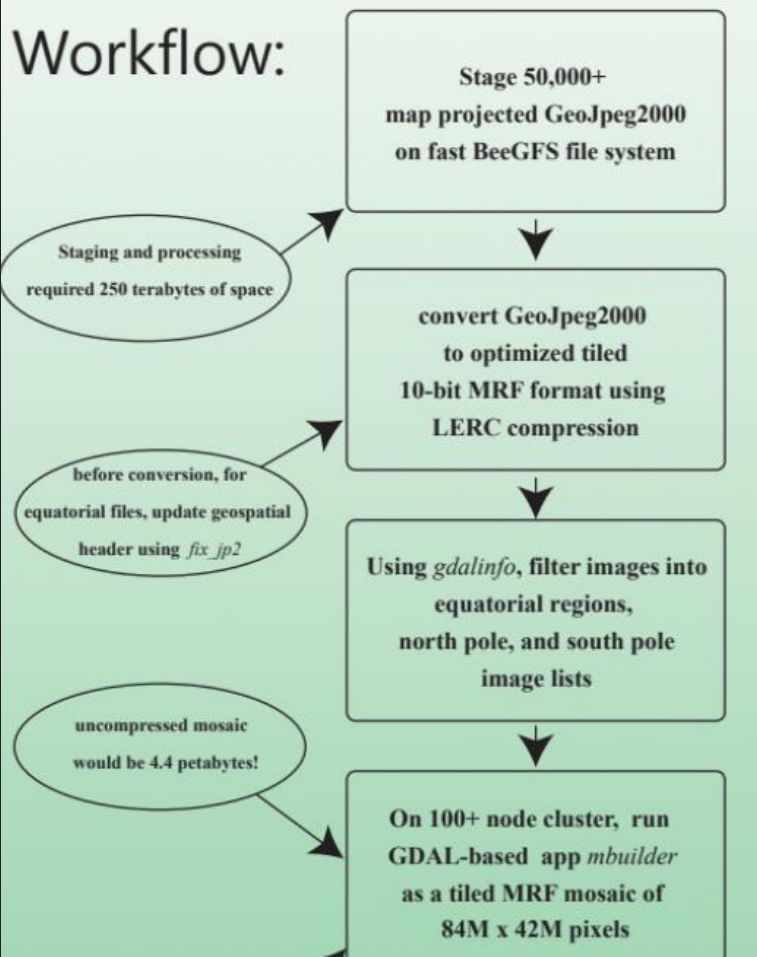 Workflow:
Stage 50,000+
map projected GeoJpeg2000
on fast BeeGFS file system
Staging and processing
required 250 terabytes of space
convert GeoJpeg2000
to optimized tiled
10-bit MRF format using
LERC compression
before conversion, for
equatorial files, update geospatial
header using fix_jp2
Using gdalinfo, filter images into
equatorial regions,
north pole, and south pole
image lists
uncompressed mosaic
would be 4.4 petabytes!
On 100+ node cluster, run
GDAL-based app mbuilder
as a tiled MRF mosaic of
84M x 42M pixels